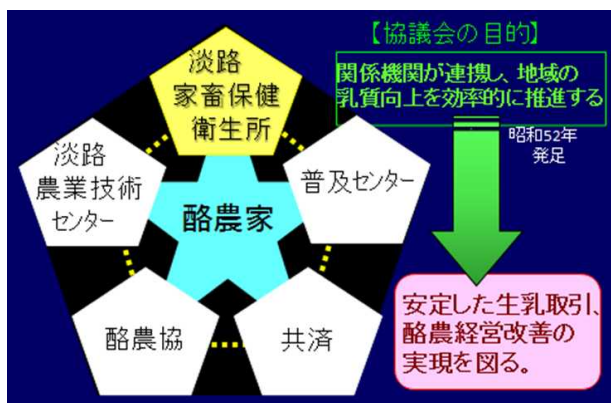 【協議会の目的】
関係機関が連携し、地域の
乳質向上を効率的に推進する
昭和52年
発足
安定した生乳取引、
酪農経営改善の
実現を図る。
淡路
家畜保健
衛生所
淡路
農業技術
センター
普及センター
酪農家
酪農協
共済